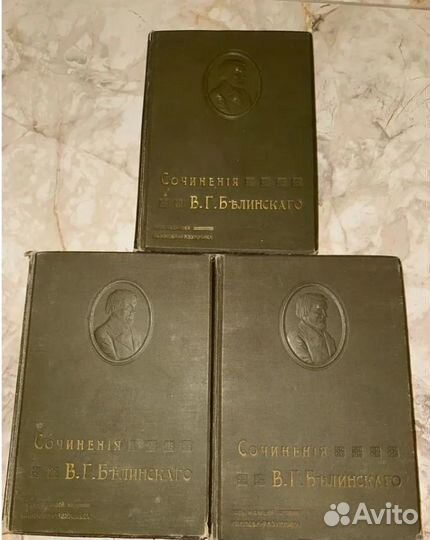 Сочиненія
В. Г. Бѣлинскаго
Сочиненія
В. Г. Бѣлинскаго
Сочиненія
В. Г. Бѣлинскаго
Avito